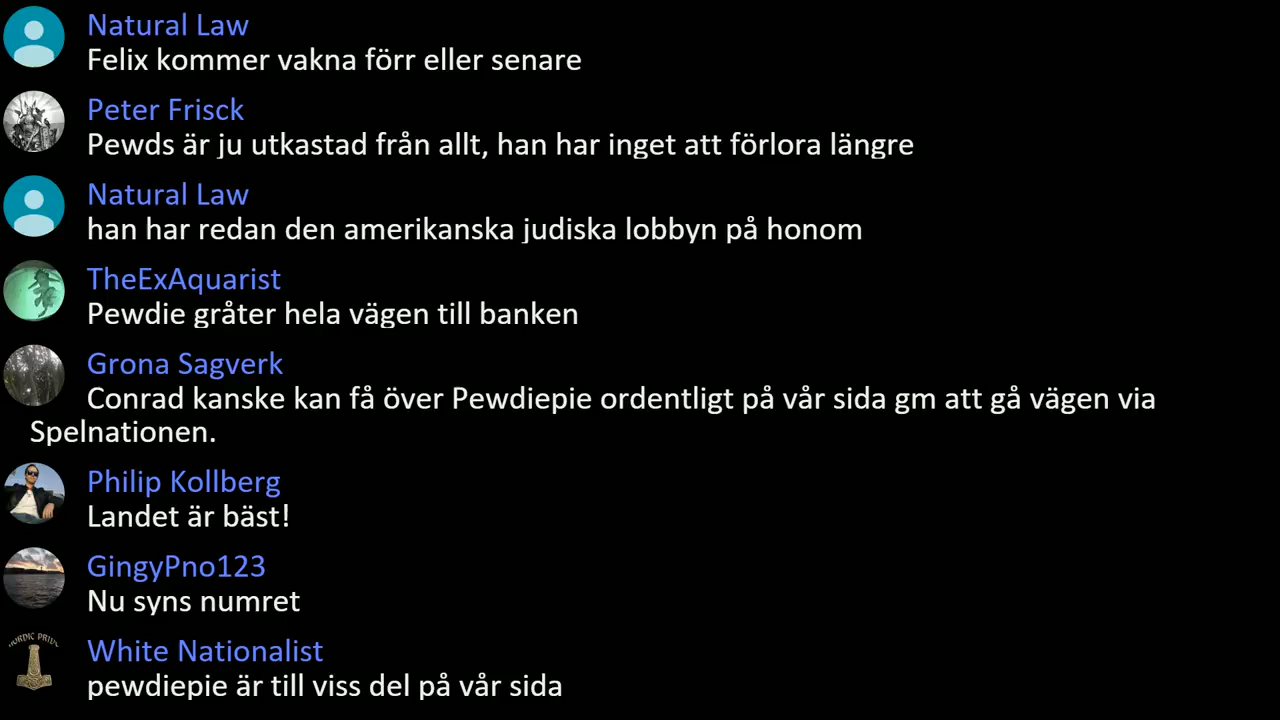 Natural Law
Felix kommer vakna förr eller senare
Peter Frisck
Pewds är ju utkastad från allt, han har inget att förlora längre
Natural Law
han har redan den amerikanska judiska lobbyn på honom
TheExAquarist
Pewdie gråter hela vägen till banken
Grona Sagverk
Conrad kanske kan få över Pewdiepie ordentligt på vår sida gm att gå vägen via
Spelnationen.
Philip Kollberg
Landet är bäst!
GingyPno123
Nu syns numret
NORDIC PRIDE
White Nationalist
pewdiepie är till viss del på vår sida